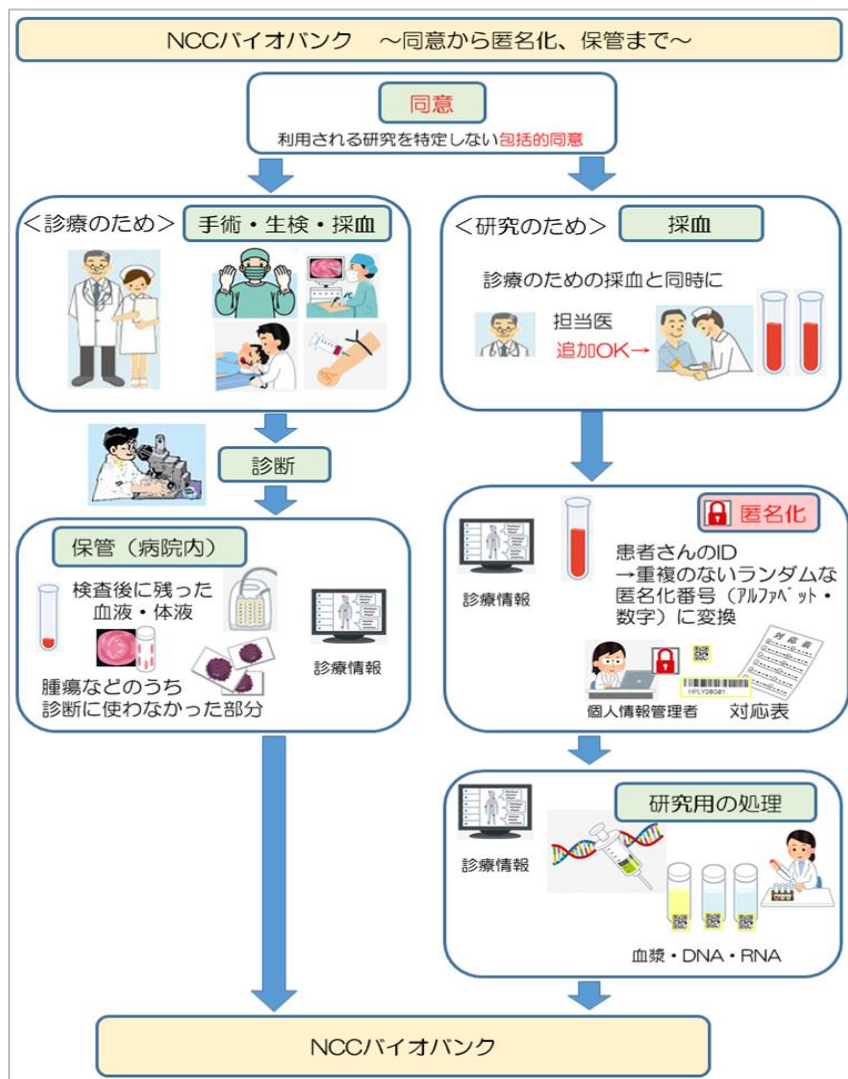 NCCバイオバンク　～同意から匿名化、保管まで～
同意
利用される研究を特定しない包括的同意
＜診療のため＞
手術・生検・採血
診断
保管（病院内）
検査後に残った
血液・体液
診療情報
腫瘍などのうち
診断に使わなかった部分
＜研究のため＞
採血
診療のための採血と同時に
担当医
追加OK→
匿名化
診療情報
患者さんのID
→重複のないランダムな
匿名化番号（ｱﾙﾌｧﾍﾞｯﾄ・
数字）に変換
対応表
HPLY20G01
個人情報管理者
対応表
研究用の処理
診療情報
血漿・DNA・RNA
NCCバイオバンク